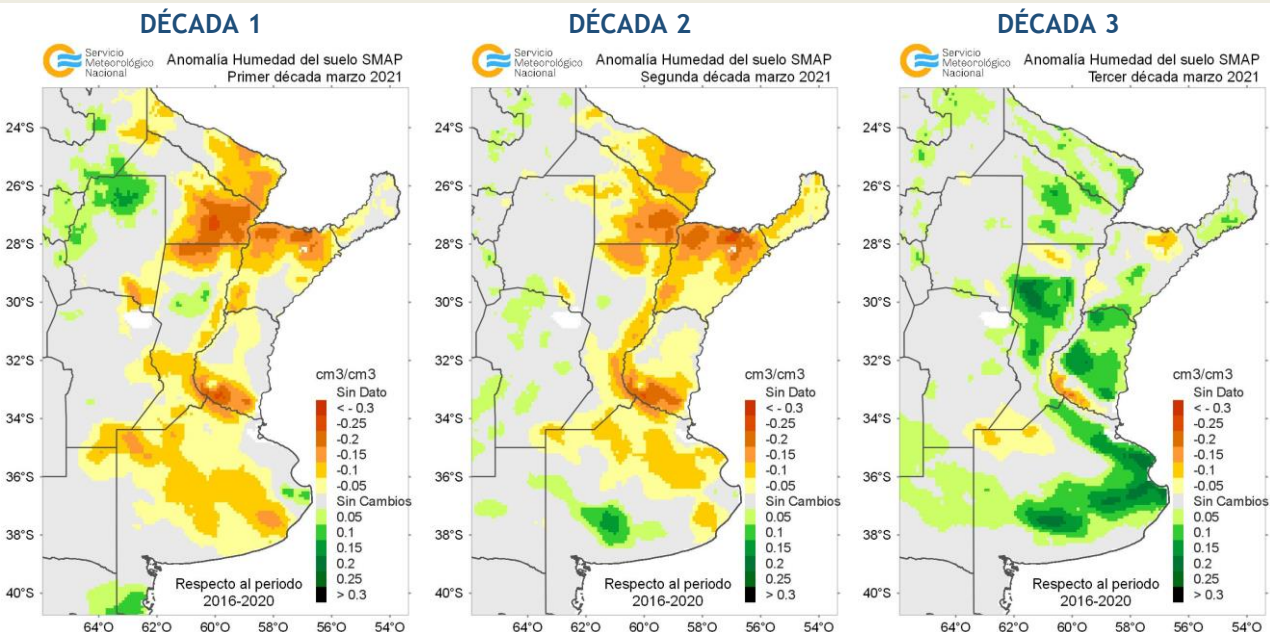 DÉCADA 1
DÉCADA 2
DÉCADA 3
Servicio
Meteorológico
Nacional
Anomalía Humedad del suelo SMAP
Primer década marzo 2021
24°S
26°S
28°S
30°S
32°S
34°S
36°S
38°S
40°S
cm3/cm3
Sin Dato
< - 0.3
-0.25
-0.2
-0.15
-0.1
-0.05
Sin Cambios
0.05
0.1
0.15
0.2
0.25
> 0.3
Respecto al periodo
2016-2020
64°O 62°O 60°O 58°O 56°O 54°O
Servicio
Meteorológico
Nacional
Anomalía Humedad del suelo SMAP
Segunda década marzo 2021
24°S
26°S
28°S
30°S
32°S
34°S
36°S
38°S
40°S
cm3/cm3
Sin Dato
< - 0.3
-0.25
-0.2
-0.15
-0.1
-0.05
Sin Cambios
0.05
0.1
0.15
0.2
0.25
> 0.3
Respecto al periodo
2016-2020
64°O 62°O 60°O 58°O 56°O 54°O
Servicio
Meteorológico
Nacional
Anomalía Humedad del suelo SMAP
Tercer década marzo 2021
24°S
26°S
28°S
30°S
32°S
34°S
36°S
38°S
40°S
cm3/cm3
Sin Dato
< - 0.3
-0.25
-0.2
-0.15
-0.1
-0.05
Sin Cambios
0.05
0.1
0.15
0.2
0.25
> 0.3
Respecto al periodo
2016-2020
64°O 62°O 60°O 58°O 56°O 54°O